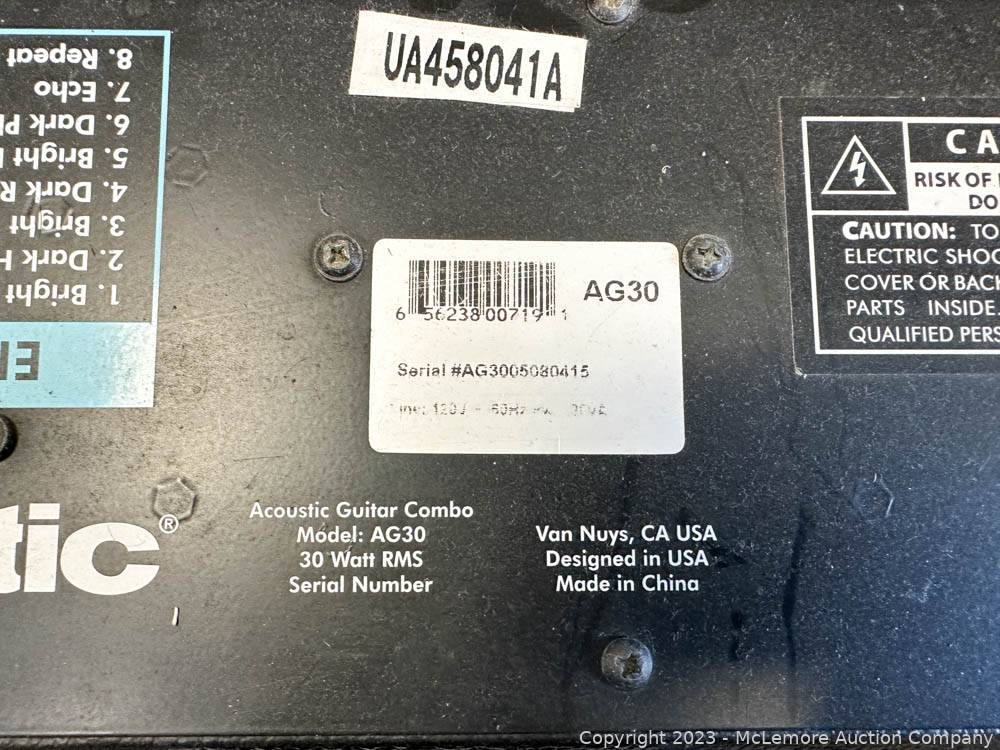 UA458041A
8. Repeat
7. Echo
6. Dark Pl
5. Bright
4. Dark R
3. Bright
2. Dark H
1. Bright
CA
RISK OF
DO
CAUTION: TO
ELECTRIC SHOC
COVER OR BACK
PARTS INSIDE.
QUALIFIED PERS
AG30
6 56238 00719 1
Serial #AG3005080415
60Hz
tic®
Acoustic Guitar Combo
Model: AG30
30 Watt RMS
Serial Number
Van Nuys, CA USA
Designed in USA
Made in China
Copyright 2023 - McLemore Auction Company